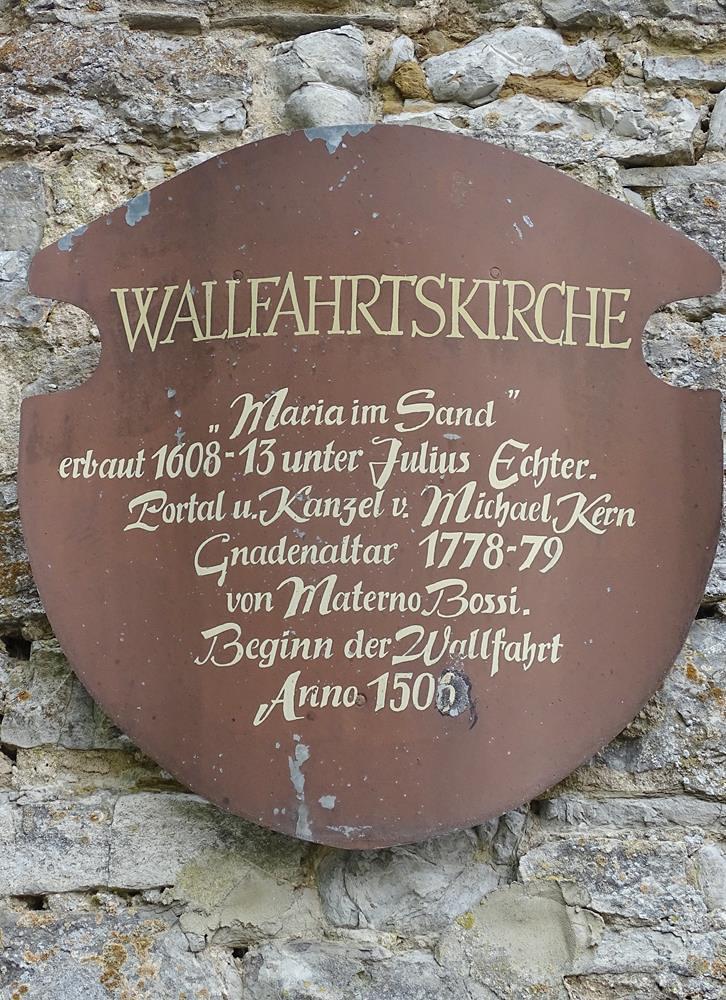 WALLFAHRTSKIRCHE
„Maria im Sand”
erbaut 1608-13 unter Julius Echter.
Portal u. Kanzel v. Michael Kern
Gnadenaltar 1778-79
von Materno Bossi.
Beginn der Wallfahrt
Anno 1506